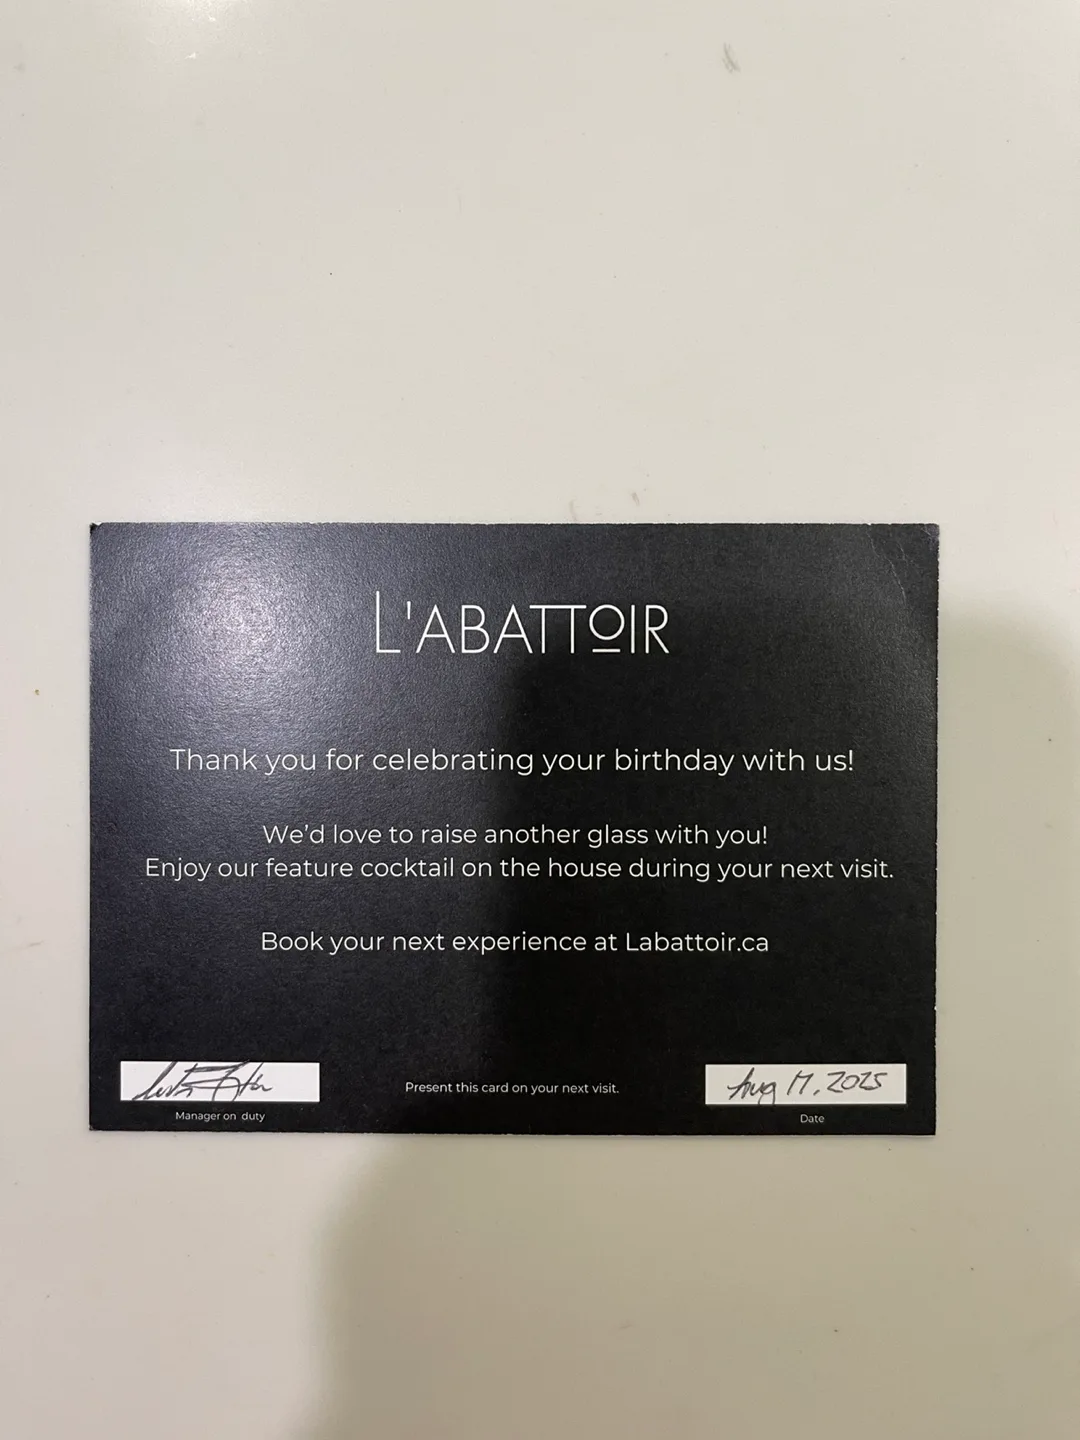 L'ABATTOIR
Thank you for celebrating your birthday with us!
We'd love to raise another glass with you!
Enjoy our feature cocktail on the house during your next visit.
Book your next experience at Labattoir.ca
Present this card on your next visit.
Aug 17, 2025
Manager on duty
Date